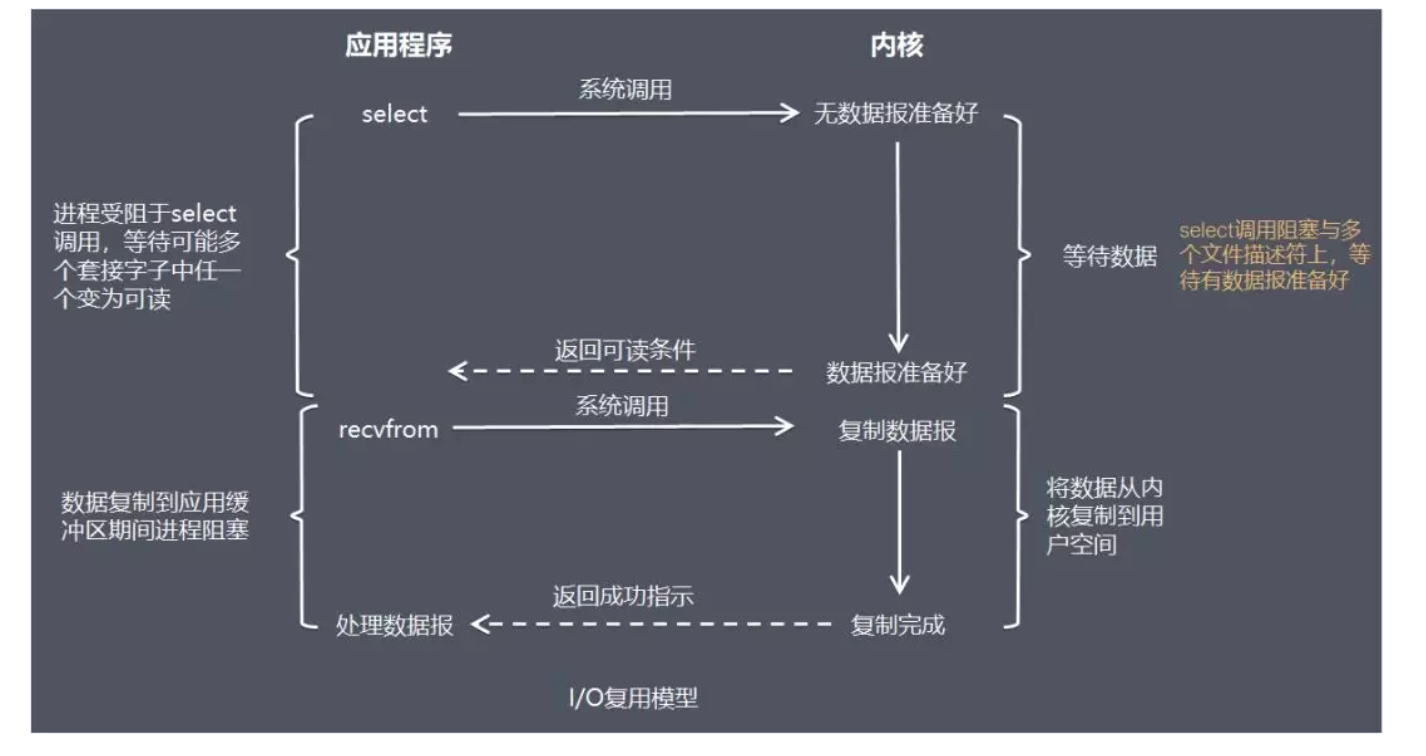 应用程序
内核
系统调用
select
无数据报准备好
进程受阻于select
调用，等待可能多
个套接字子中任一
个变为可读
等待数据
select调用阻塞与多
个文件描述符上，等
待有数据报准备好
返回可读条件
数据报准备好
系统调用
recvfrom
复制数据报
数据复制到应用缓
冲区期间进程阻塞
将数据从内
核复制到用
户空间
返回成功指示
处理数据报
复制完成
I/O复用模型